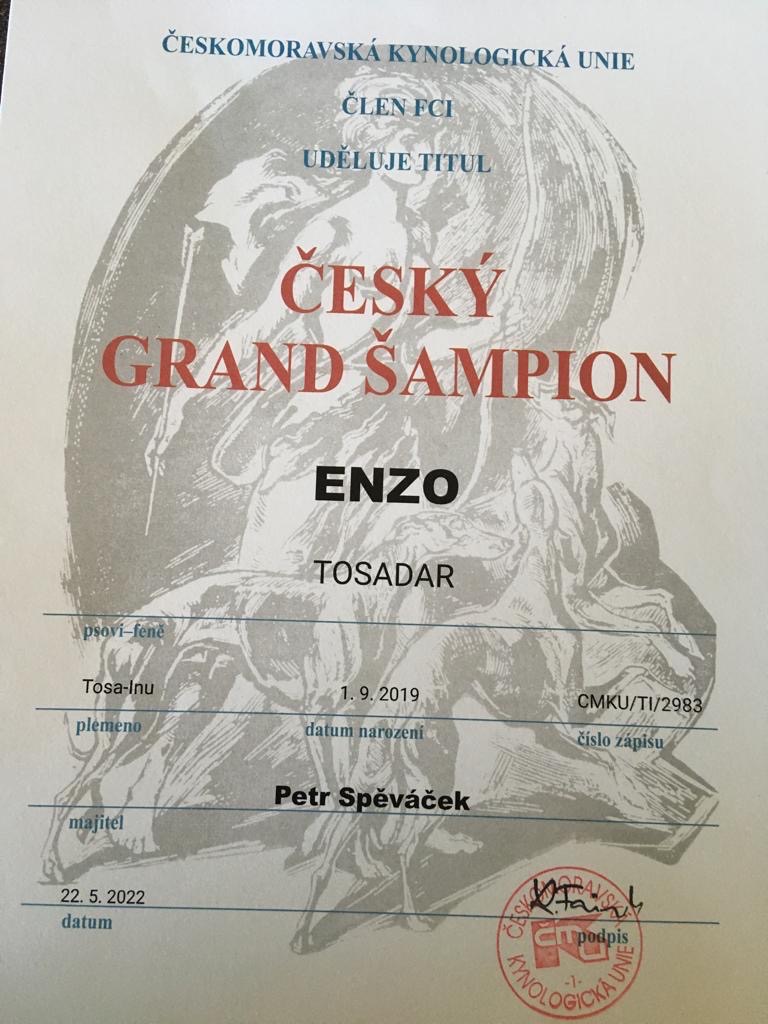 ČESKOMORAVSKÁ KYNOLOGICKÁ UNIE
ČLEN FCI
UDĚLUJE TITUL
ČESKÝ
GRAND ŠAMPION
ENZO
TOSADAR
psovi–feně
Tosa-Inu 1. 9. 2019 CMKU/TI/2983
plemeno datum narození číslo zápisu
Petr Spěváček
majitel
22. 5. 2022
datum podpis
ČESKOMORAVSKÁ
KYNOLOGICKÁ UNIE
-1-